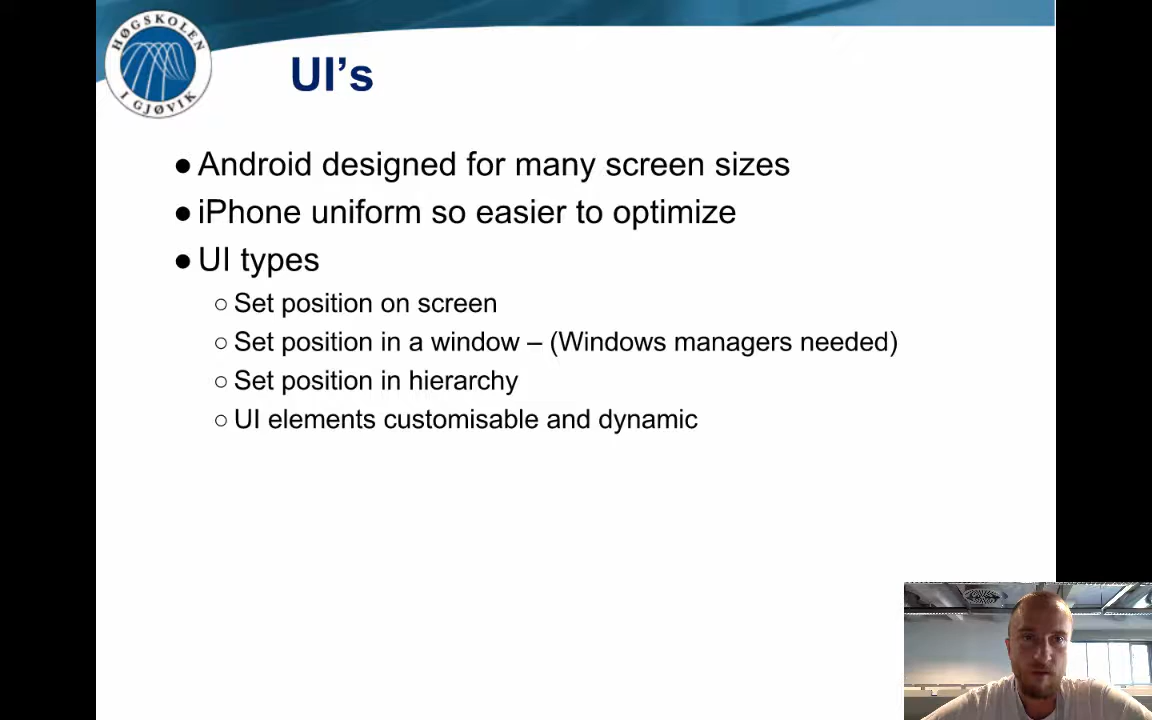 HØGSKOLEN
I GJØVIK
UI’s
● Android designed for many screen sizes
● iPhone uniform so easier to optimize
● UI types
○ Set position on screen
○ Set position in a window – (Windows managers needed)
○ Set position in hierarchy
○ UI elements customisable and dynamic